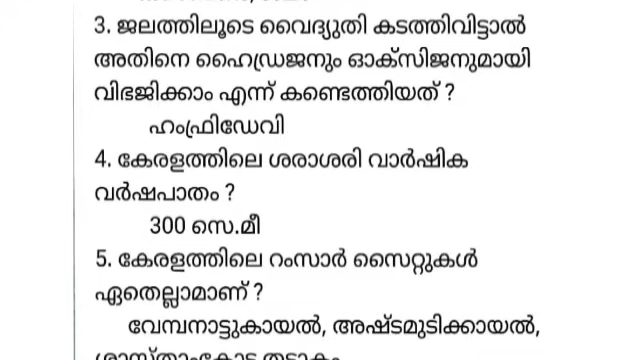 3. ജലത്തിലൂടെ വൈദ്യുതി കടത്തിവിട്ടാൽ
അതിനെ ഹൈഡ്രജനും ഓക്സിജനുമായി
വിഭജിക്കാം എന്ന് കണ്ടെത്തിയത് ?
ഹംഫ്രിഡേവി
4. കേരളത്തിലെ ശരാശരി വാർഷിക
വർഷപാതം ?
300 സെ.മീ
5. കേരളത്തിലെ റംസാർ സൈറ്റുകൾ
ഏതെല്ലാമാണ് ?
വേമ്പനാട്ടുകായൽ, അഷ്ടമുടിക്കായൽ,
ശാസ്താംകോട്ട തടാകം